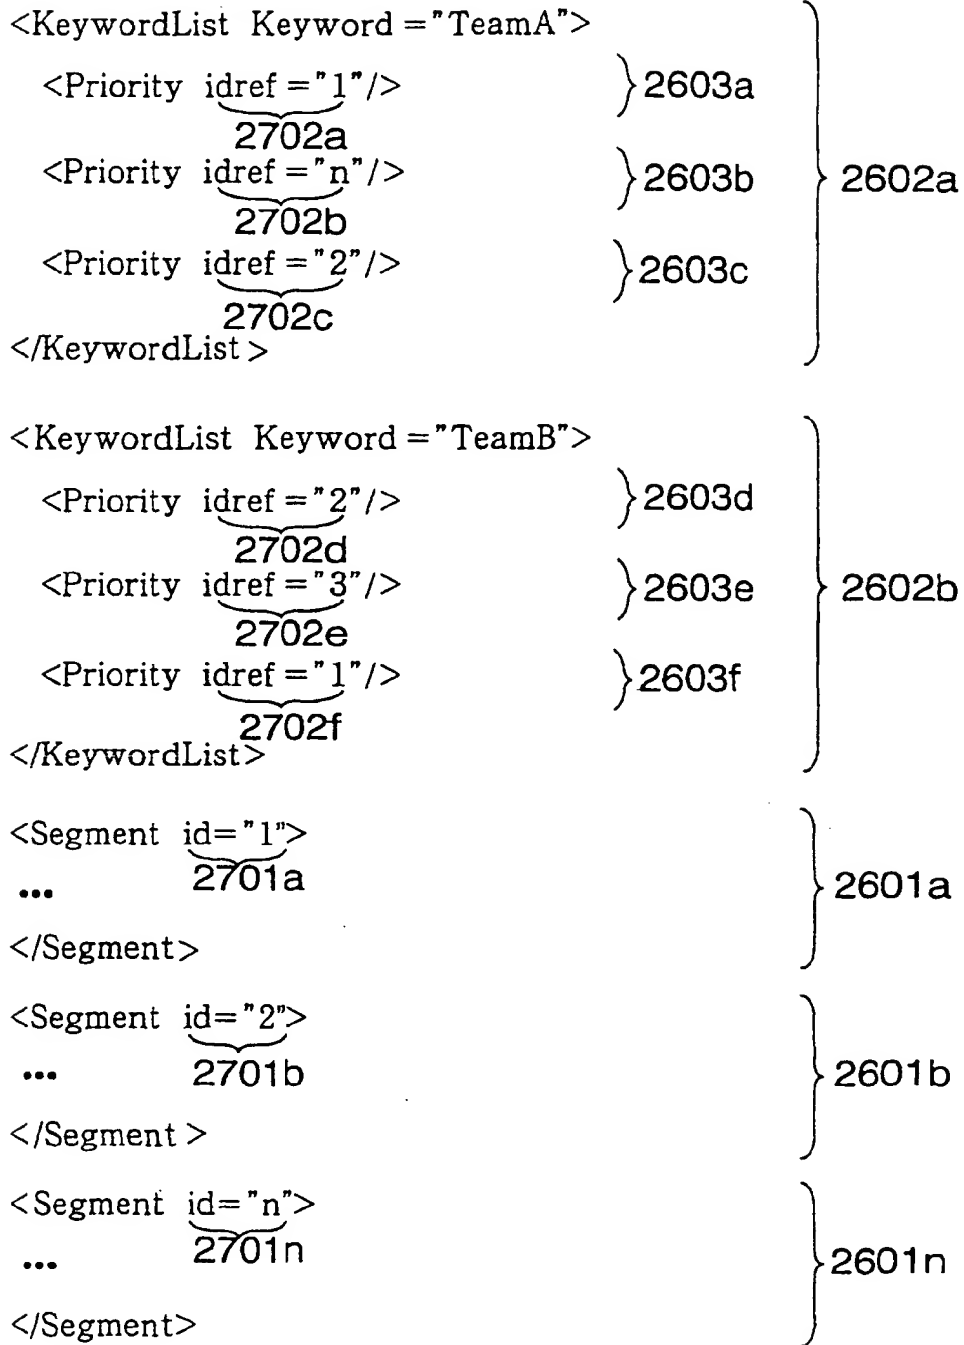 <KeywordList Keyword="TeamA">
<Priority idref="1"/> 2603a
2702a
<Priority idref="n"/> 2603b 2602a
2702b
<Priority idref="2"/> 2603c
2702c
</KeywordList>
<KeywordList Keyword="TeamB">
<Priority idref="2"/> 2603d
2702d
<Priority idref="3"/> 2603e 2602b
2702e
<Priority idref="1"/> 2603f
2702f
</KeywordList>
<Segment id="1">
... 2701a 2601a
</Segment>
<Segment id="2">
... 2701b 2601b
</Segment>
<Segment id="n">
... 2701n 2601n
</Segment>